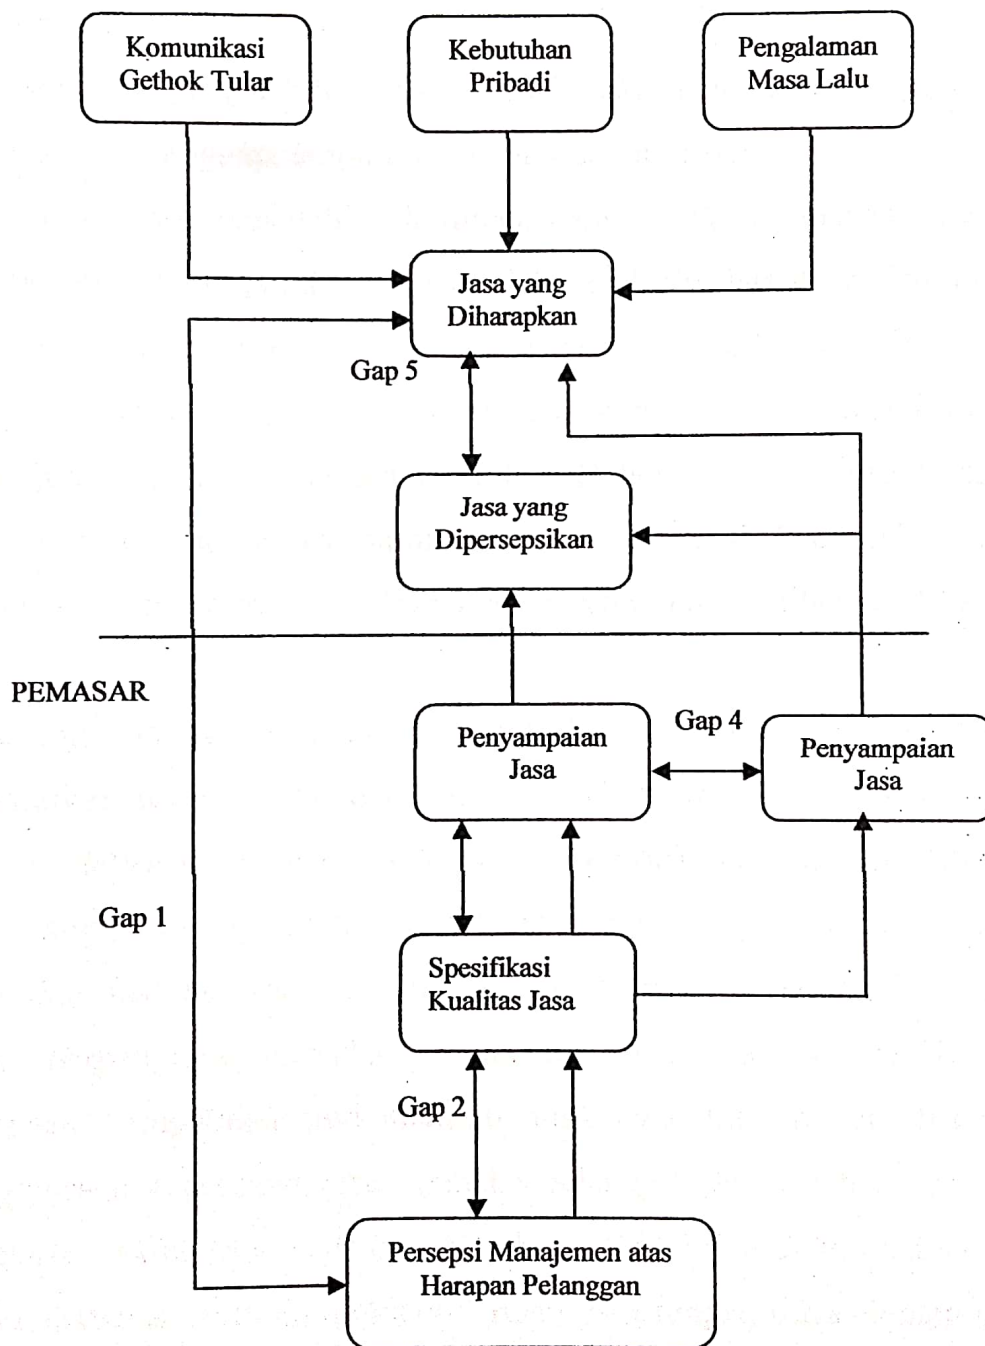 Komunikasi
Gethok Tular
Kebutuhan
Pribadi
Pengalaman
Masa Lalu
Jasa yang
Diharapkan
Gap 5
Jasa yang
Dipersepsikan
PEMASAR
Penyampaian
Jasa
Gap 4
Penyampaian
Jasa
Gap 1
Spesifikasi
Kualitas Jasa
Gap 2
Persepsi Manajemen atas
Harapan Pelanggan